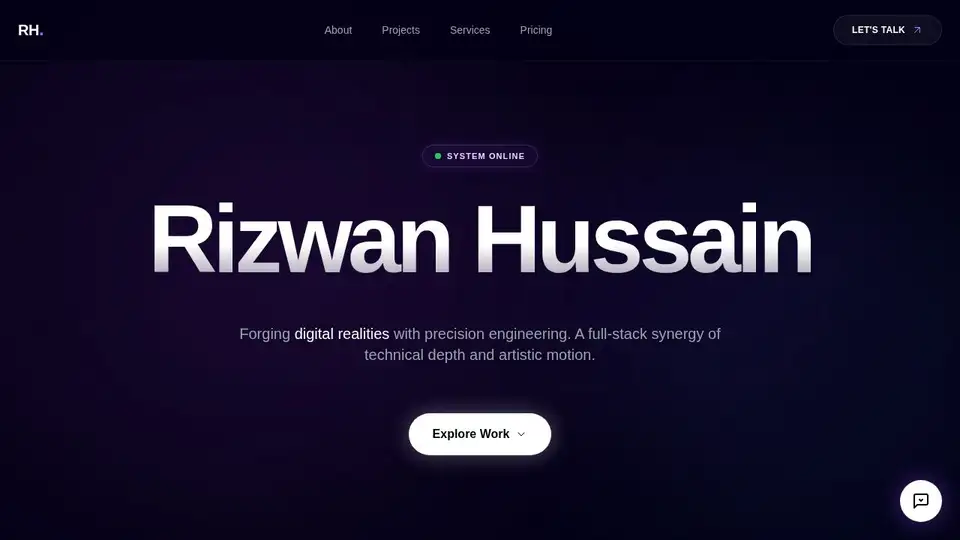 RH.
About
Projects
Services
Pricing
LET'S TALK
SYSTEM ONLINE
Rizwan Hussain
Forging digital realities with precision engineering. A full-stack synergy of
technical depth and artistic motion.
Explore Work